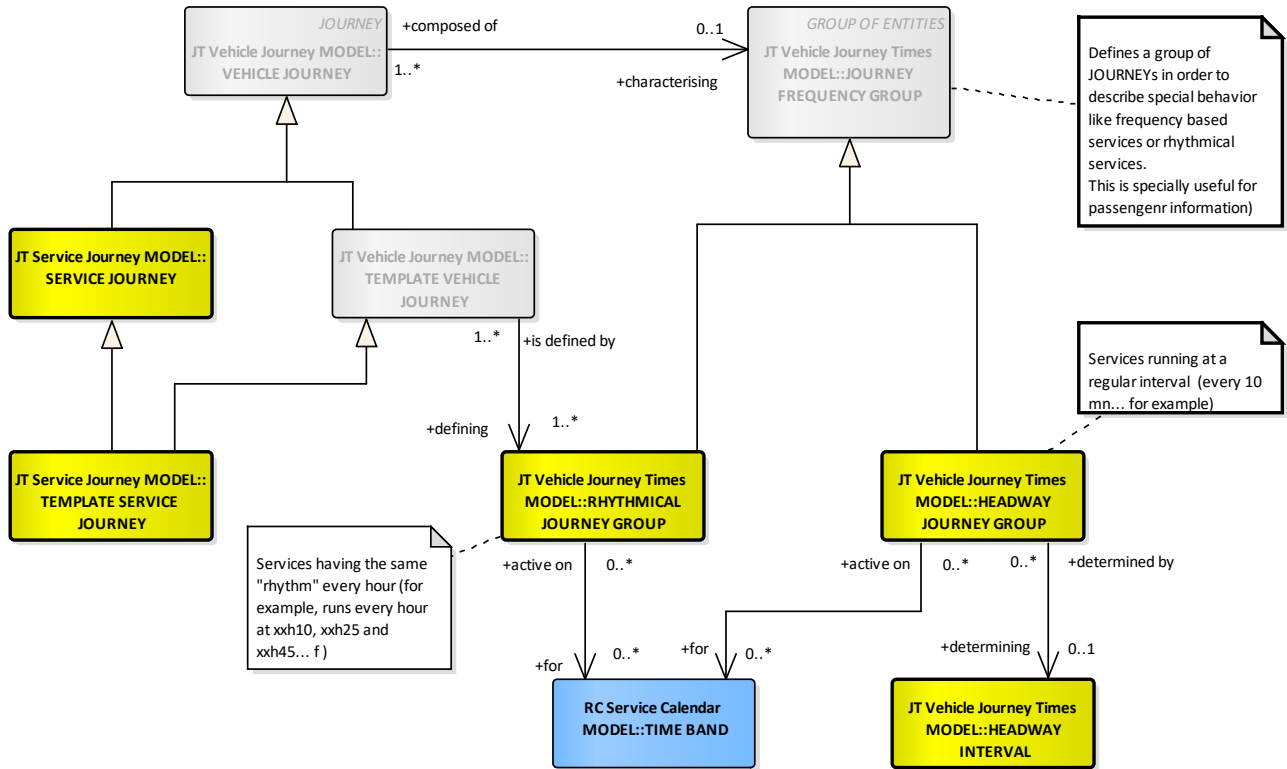 JOURNEY
JT Vehicle Journey MODEL::
VEHICLE JOURNEY
+composed of
1..*
0..1
+characterising
GROUP OF ENTITIES
JT Vehicle Journey Times
MODEL::JOURNEY
FREQUENCY GROUP
Defines a group of
JOURNEYs in order to
describe special behavior
like frequency based
services or rhythmical
services.
This is specially useful for
passengenr information)
JT Service Journey MODEL::
SERVICE JOURNEY
JT Vehicle Journey MODEL::
TEMPLATE VEHICLE
JOURNEY
1..*
+is defined by
+defining
1..*
Services running at a
regular interval (every 10
mn... for example)
JT Service Journey MODEL::
TEMPLATE SERVICE
JOURNEY
JT Vehicle Journey Times
MODEL::RHYTHMICAL
JOURNEY GROUP
JT Vehicle Journey Times
MODEL::HEADWAY
JOURNEY GROUP
Services having the same
"rhythm" every hour (for
example, runs every hour
at xxh10, xxh25 and
xxh45... f )
+active on
0..*
+active on
0..*
0..*
+determined by
+for
0..*
+for
0..*
+determining
0..1
RC Service Calendar
MODEL::TIME BAND
JT Vehicle Journey Times
MODEL::HEADWAY
INTERVAL